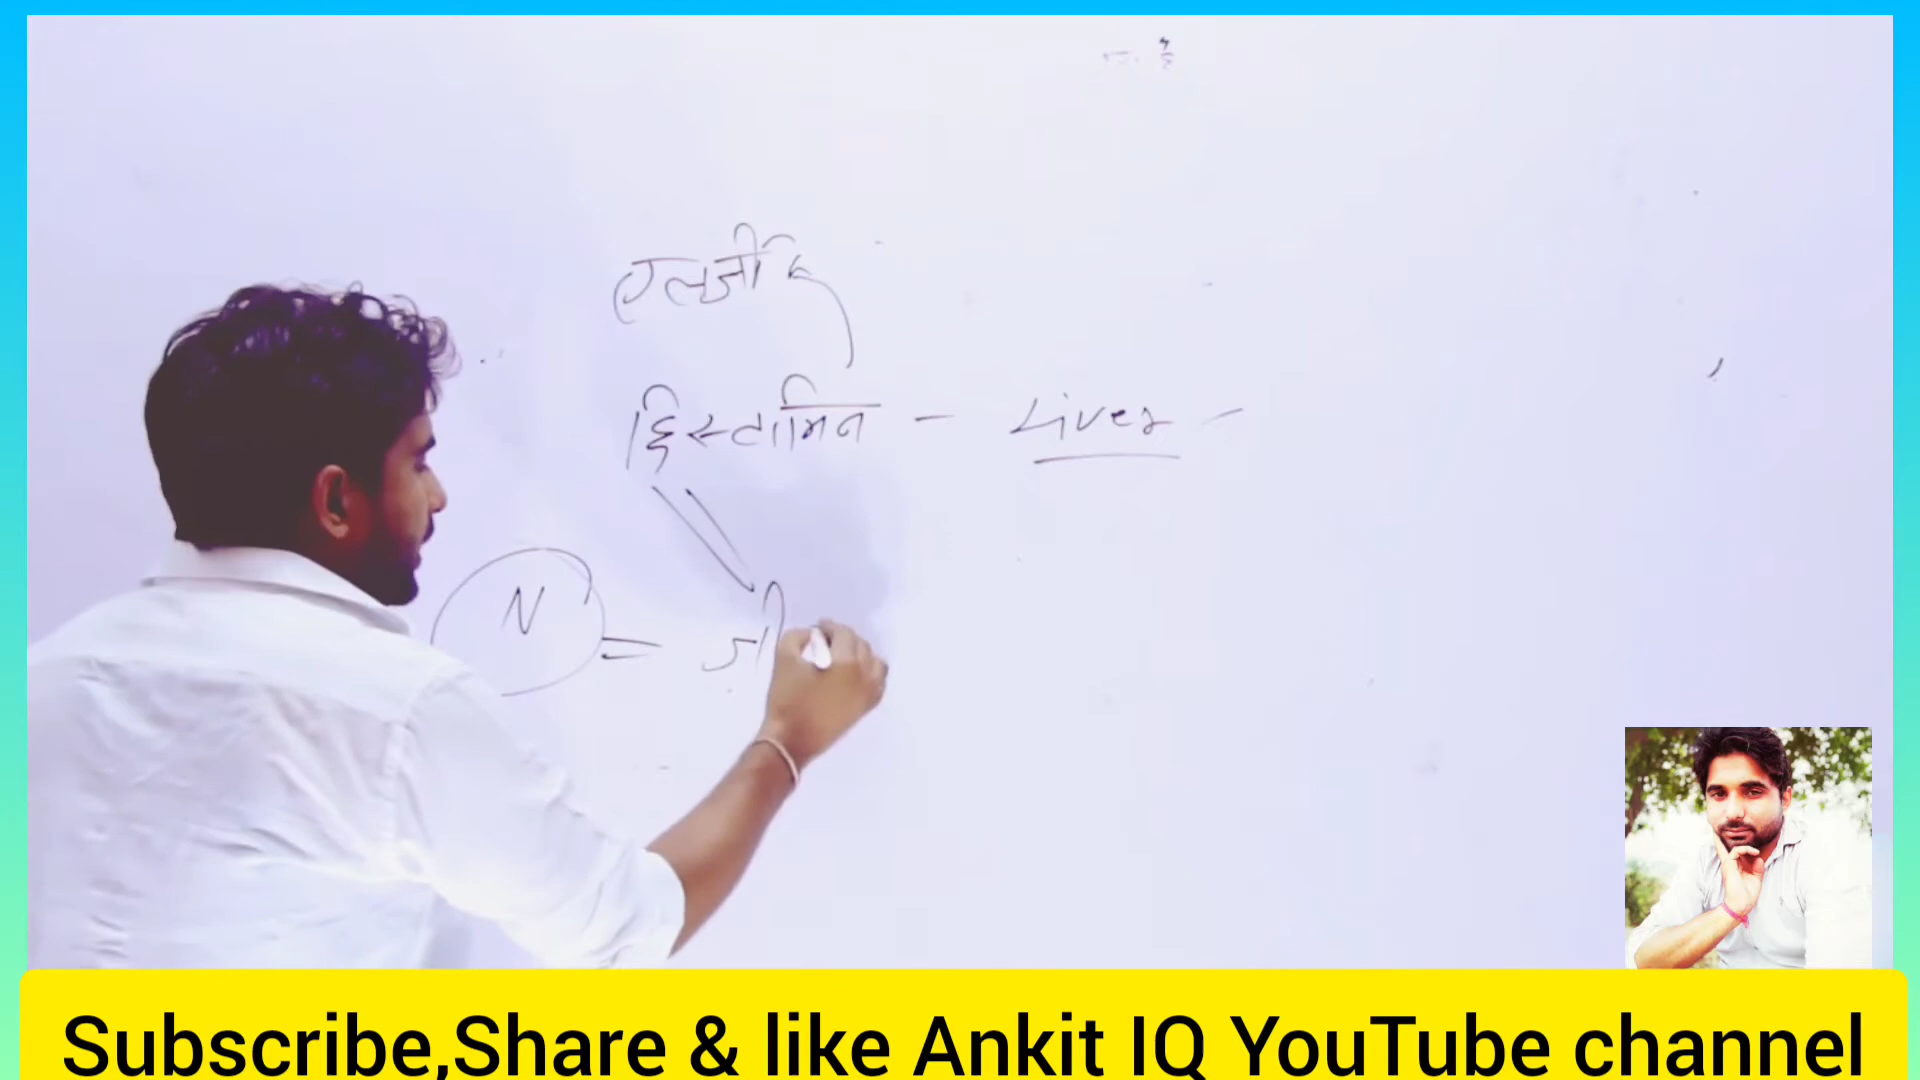 एलर्जी
हिस्तामिन - Liver -
N = जी
Subscribe,Share & like Ankit IQ YouTube channel